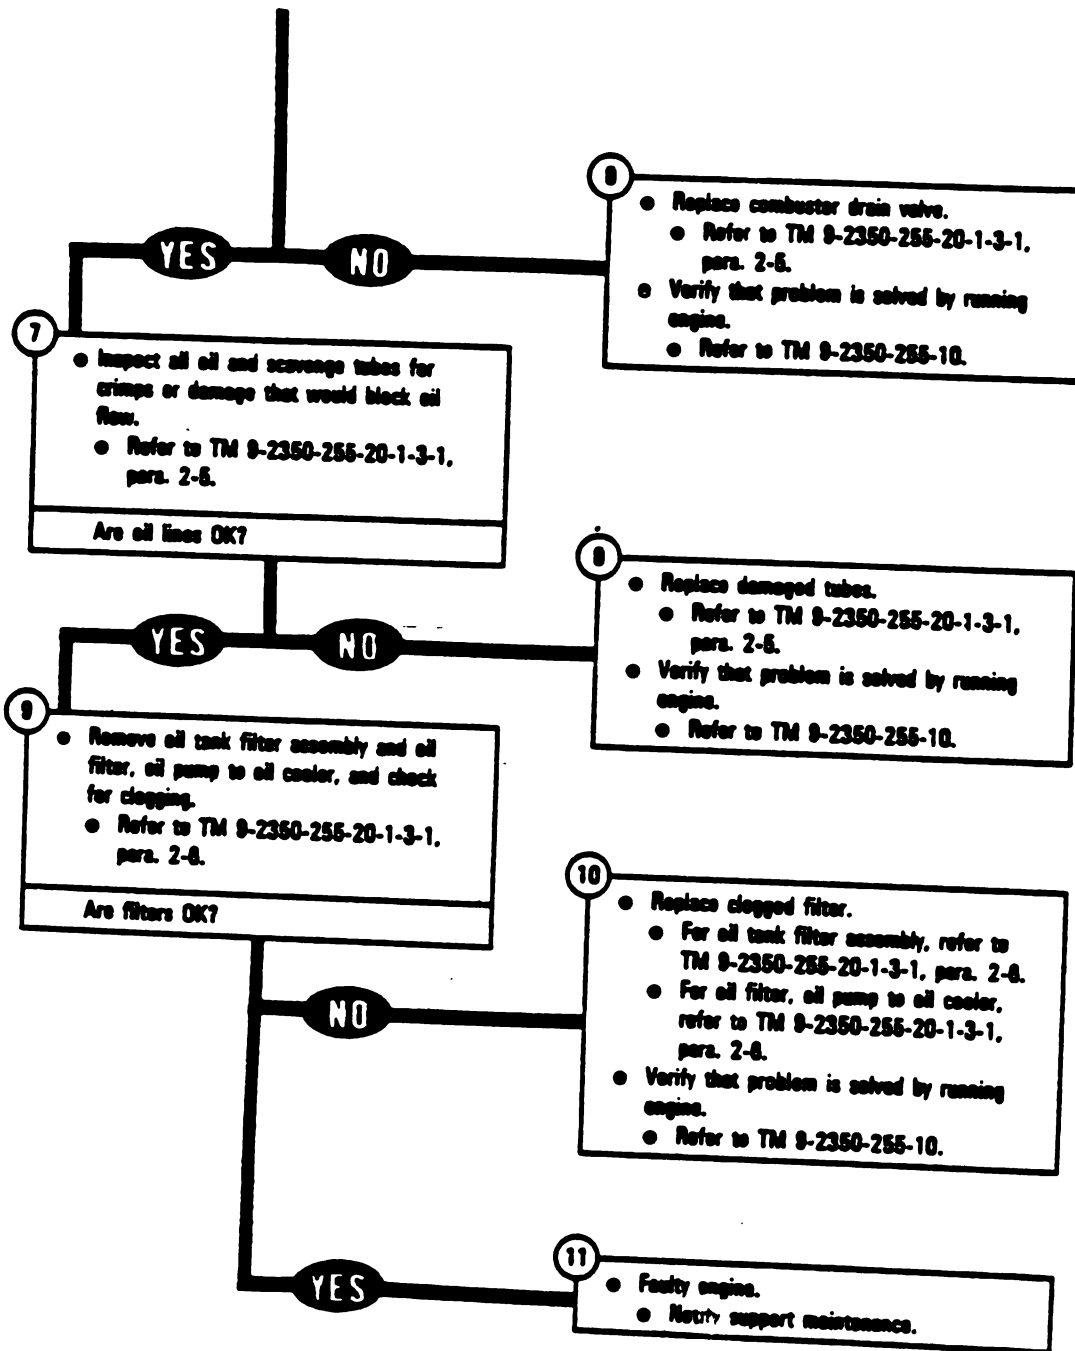 YES
NO
Replace combustor drain valve.
Refer to TM 9-2350-255-20-1-3-1,
para. 2-5.
Verify that problem is solved by running
engine.
Refer to TM 9-2350-255-10.
7
Inspect all oil and scavenge tubes for
crimps or damage that would block oil
flow.
Refer to TM 9-2350-255-20-1-3-1,
para. 2-5.
Are oil lines OK?
YES
NO
8
Replace damaged tubes.
Refer to TM 9-2350-255-20-1-3-1,
para. 2-5.
Verify that problem is solved by running
engine.
Refer to TM 9-2350-255-10.
9
Remove oil tank filter assembly and oil
filter, oil pump to oil cooler, and check
for clogging.
Refer to TM 9-2350-255-20-1-3-1,
para. 2-6.
Are filters OK?
NO
10
Replace clogged filter.
For oil tank filter assembly, refer to
TM 9-2350-255-20-1-3-1, para. 2-6.
For oil filter, oil pump to oil cooler,
refer to TM 9-2350-255-20-1-3-1,
para. 2-6.
Verify that problem is solved by running
engine.
Refer to TM 9-2350-255-10.
YES
11
Faulty engine.
Notify support maintenance.